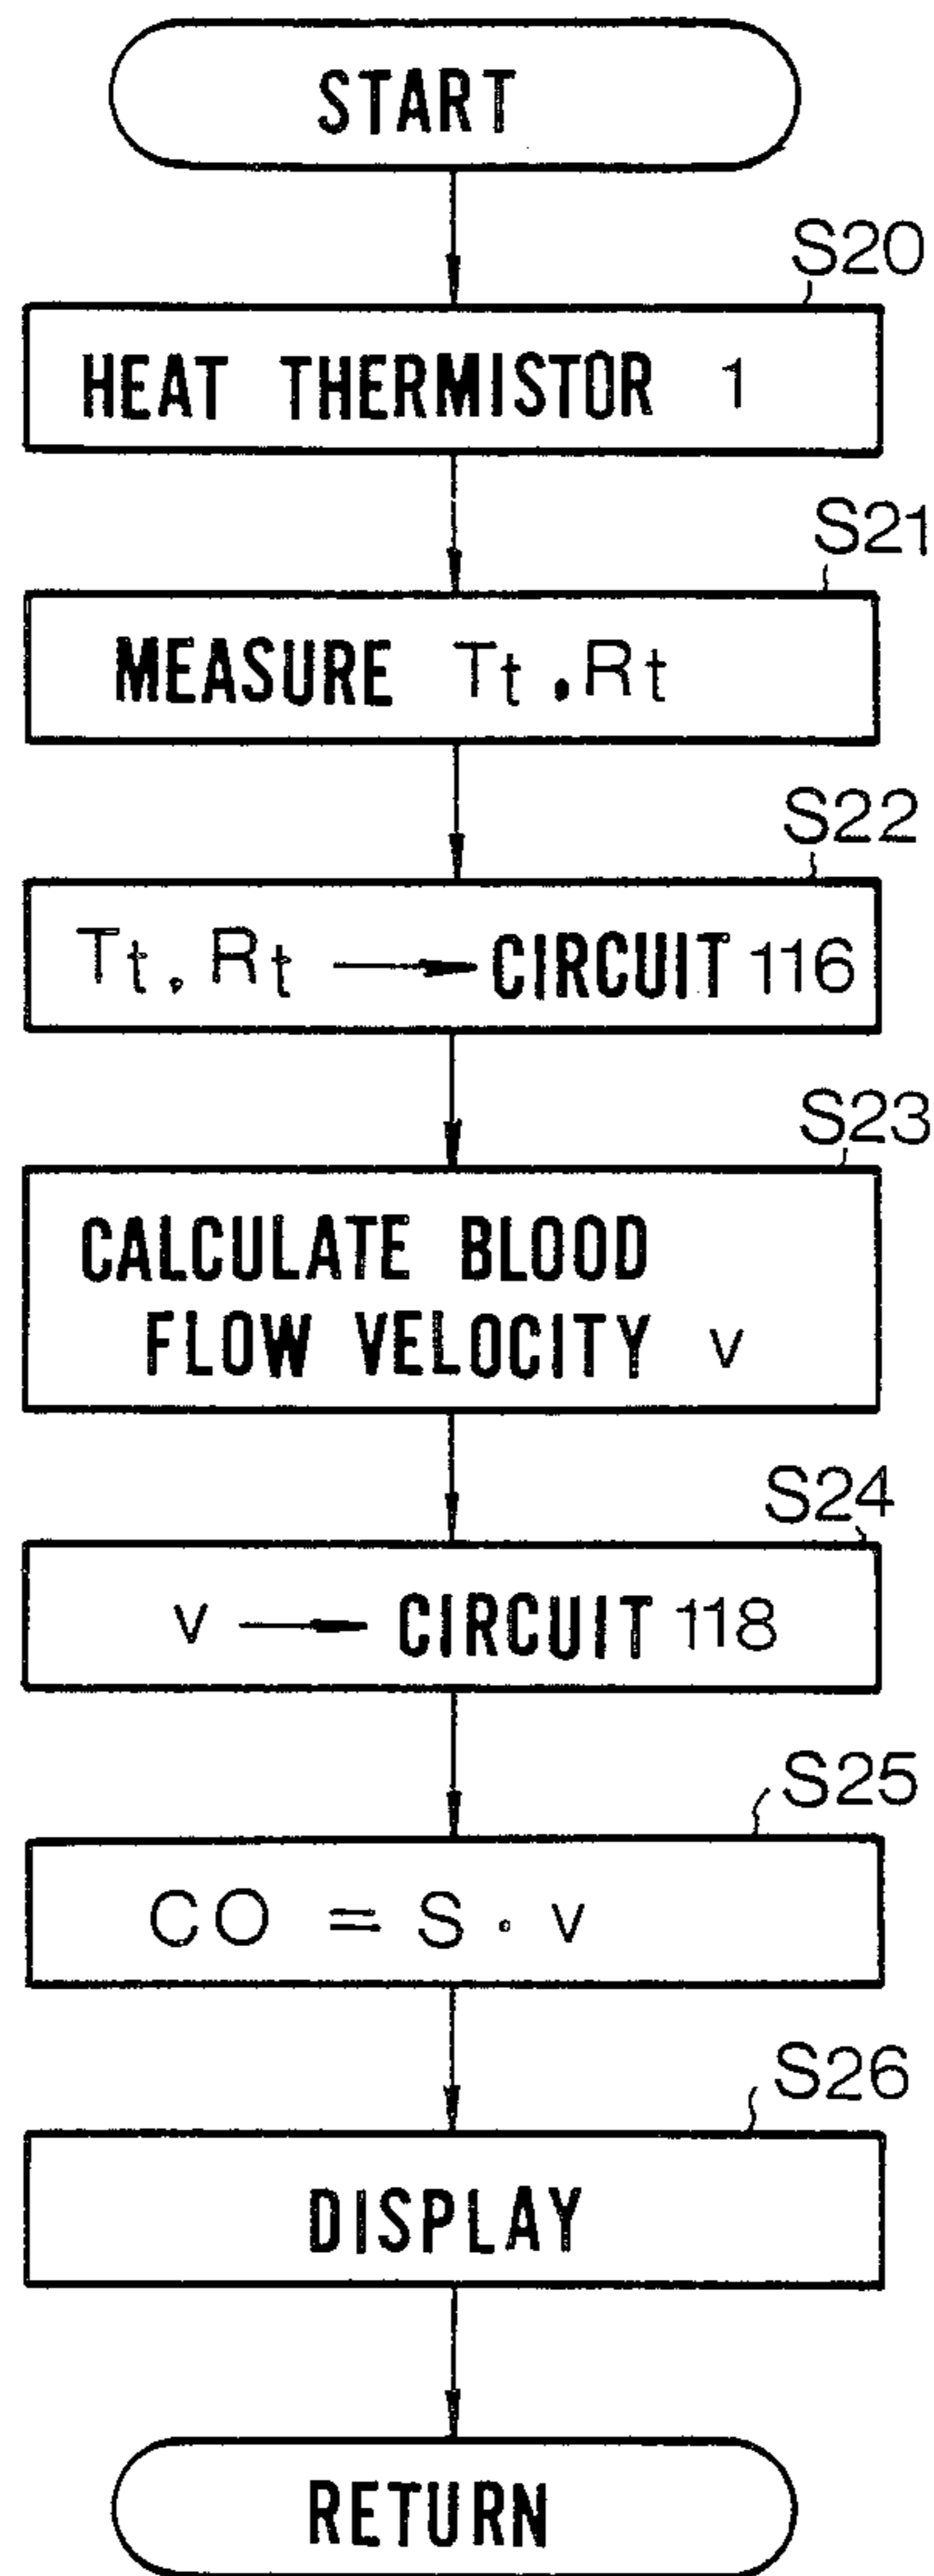 START
S20
HEAT THERMISTOR 1
S21
MEASURE Tt . Rt
S22
Tt . Rt → CIRCUIT 116
S23
CALCULATE BLOOD
FLOW VELOCITY v
S24
v → CIRCUIT 118
S25
CO = S · v
S26
DISPLAY
RETURN